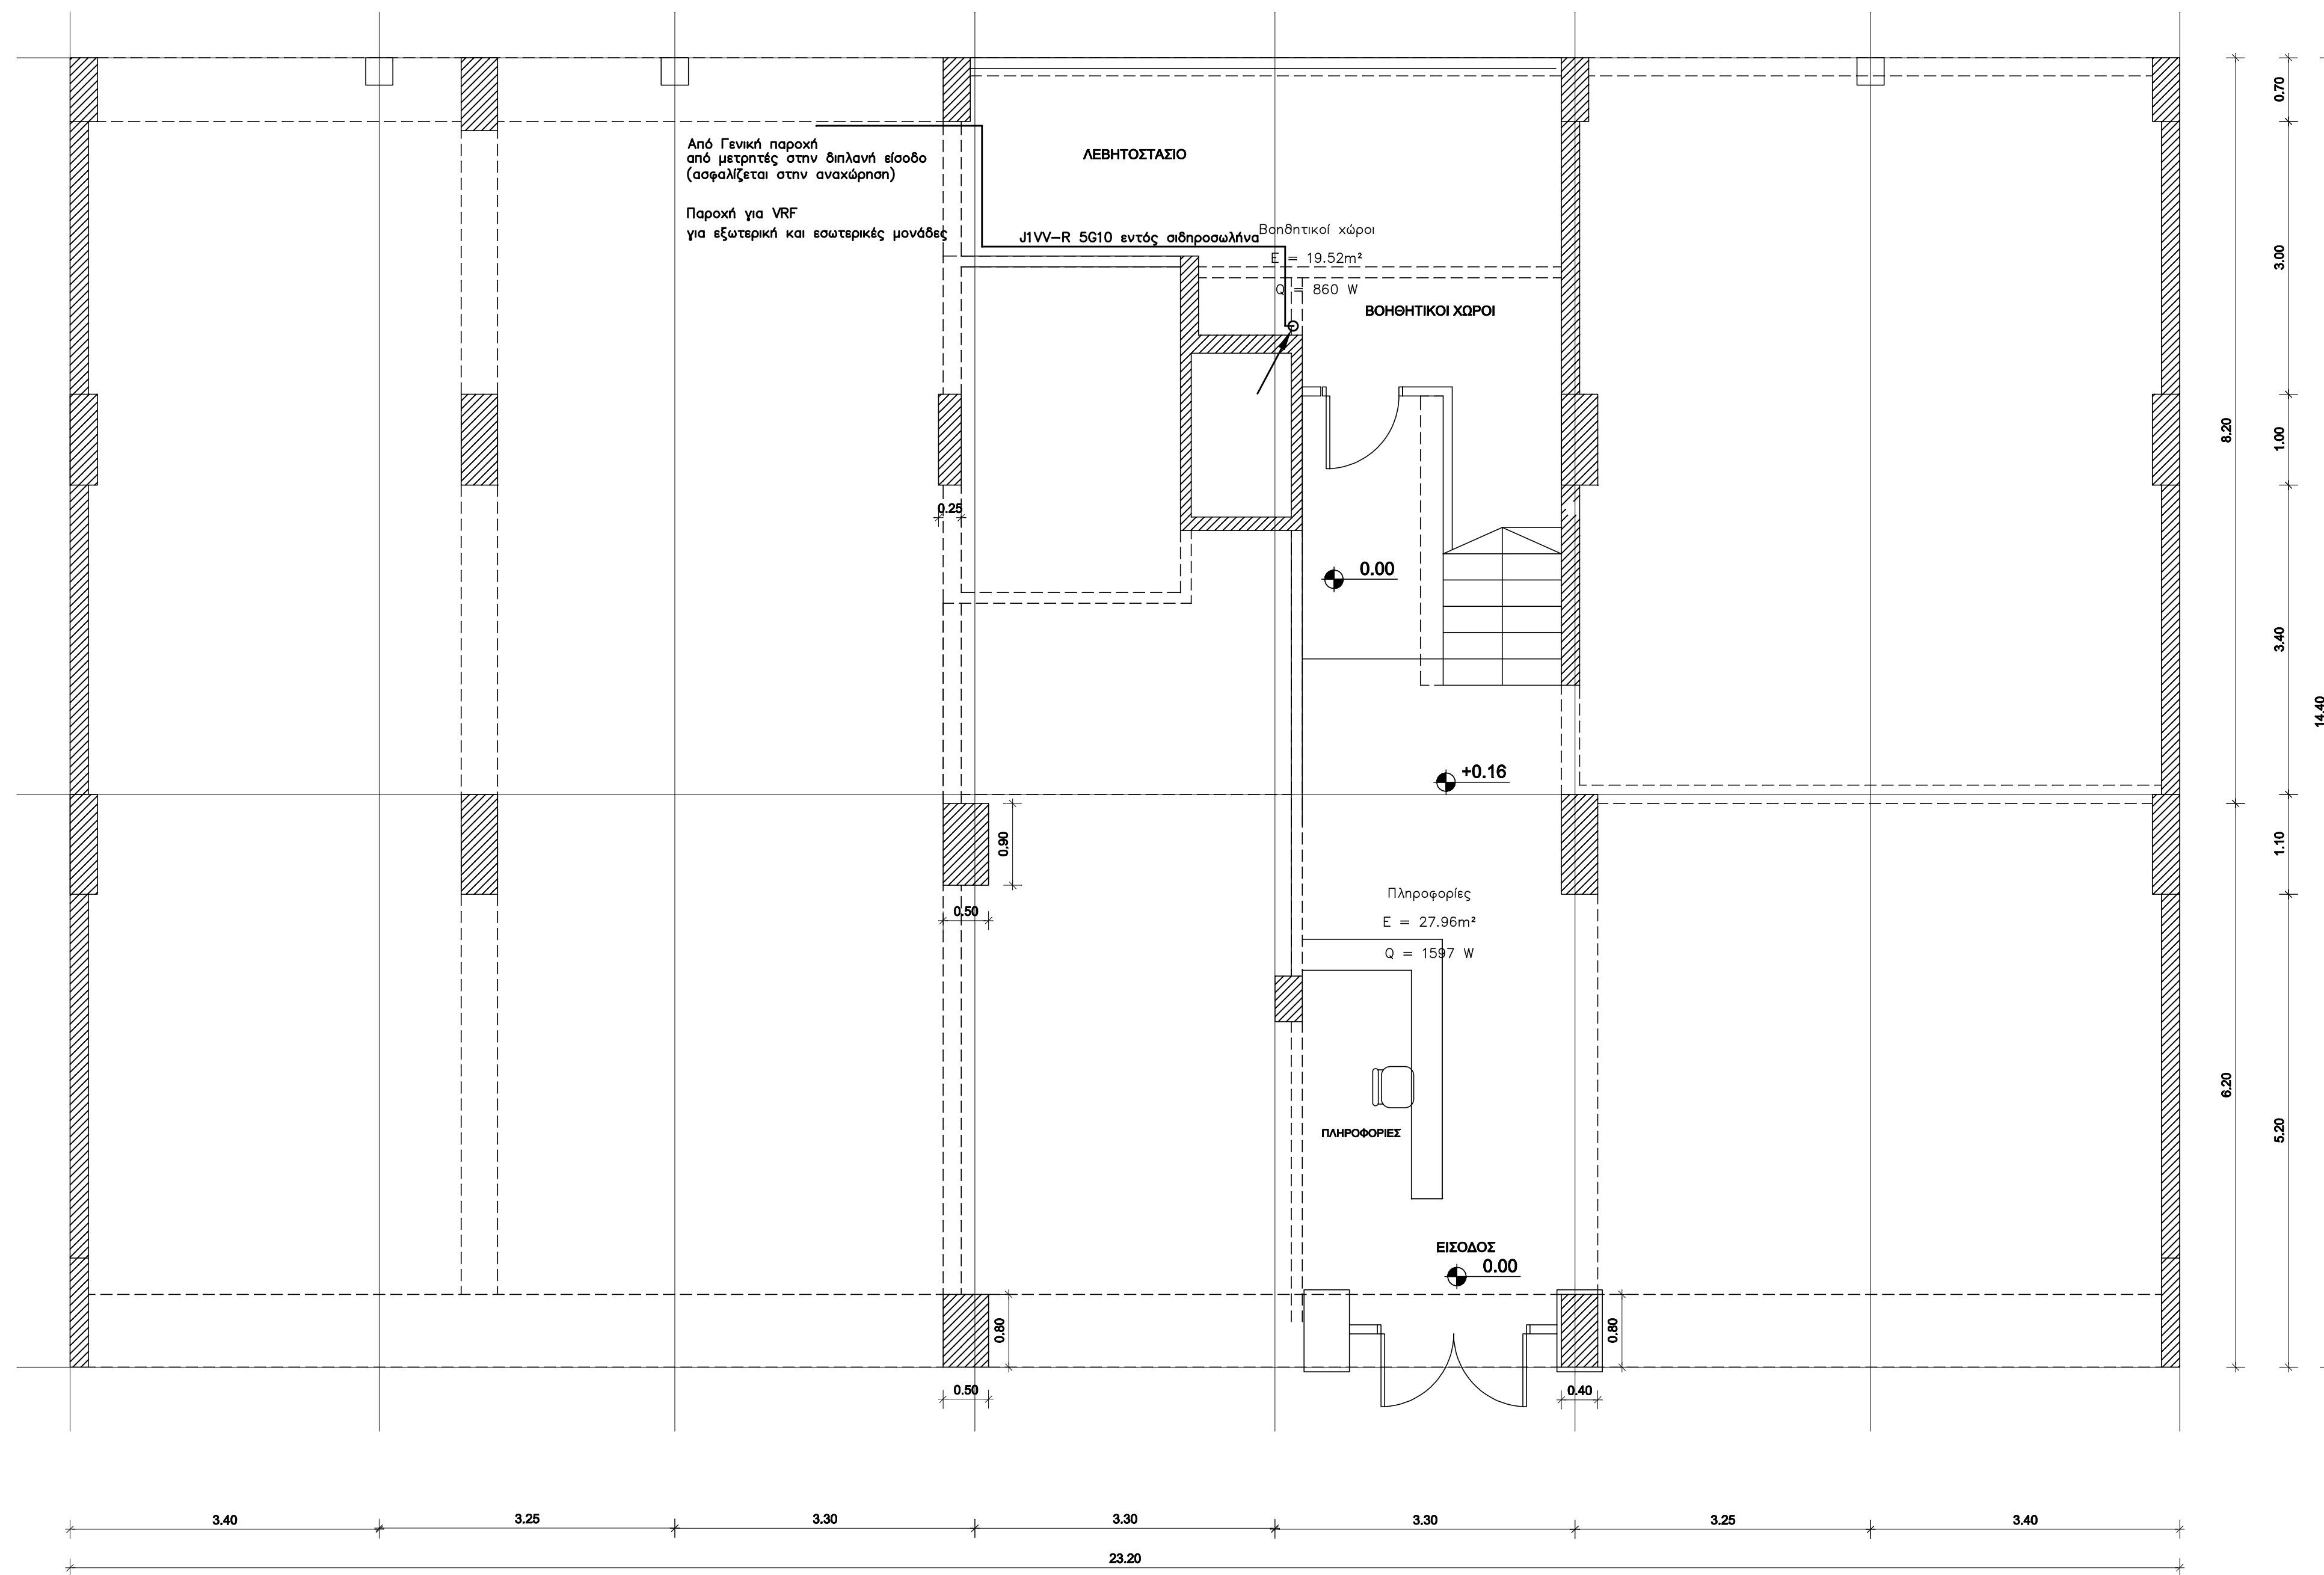 Από Γενική παροχή
από μετρητές στην διπλανή είσοδο
(ασφαλίζεται στην αναχώρηση)
Παροχή για VRF
για εξωτερική και εσωτερικές μονάδες
ΛΕΒΗΤΟΣΤΑΣΙΟ
J1VV-R 5G10 εντός σιδηροσωλήνα
Βοηθητικοί χώροι
E = 19.52m²
Q = 860 W
ΒΟΗΘΗΤΙΚΟΙ ΧΩΡΟΙ
0.25
0.00
+0.16
0.90
0.50
Πληροφορίες
E = 27.96m²
Q = 1597 W
ΠΛΗΡΟΦΟΡΙΕΣ
ΕΙΣΟΔΟΣ
0.00
0.80
0.80
0.50
0.40
0.70
3.00
8.20
1.00
3.40
14.40
1.10
6.20
5.20
3.40
3.25
3.30
3.30
3.30
3.25
3.40
23.20